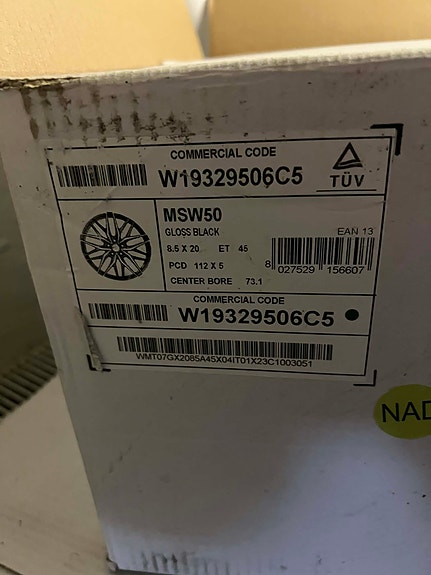 COMMERCIAL CODE
W19329506C5
TÜV
MSW50
GLOSS BLACK
EAN 13
8.5 X 20 ET 45
PCD 112 X 5
8 027529 156607
CENTER BORE 73.1
COMMERCIAL CODE
W19329506C5
WMT07GX2085A45X04IT01X23C1003051
NAD